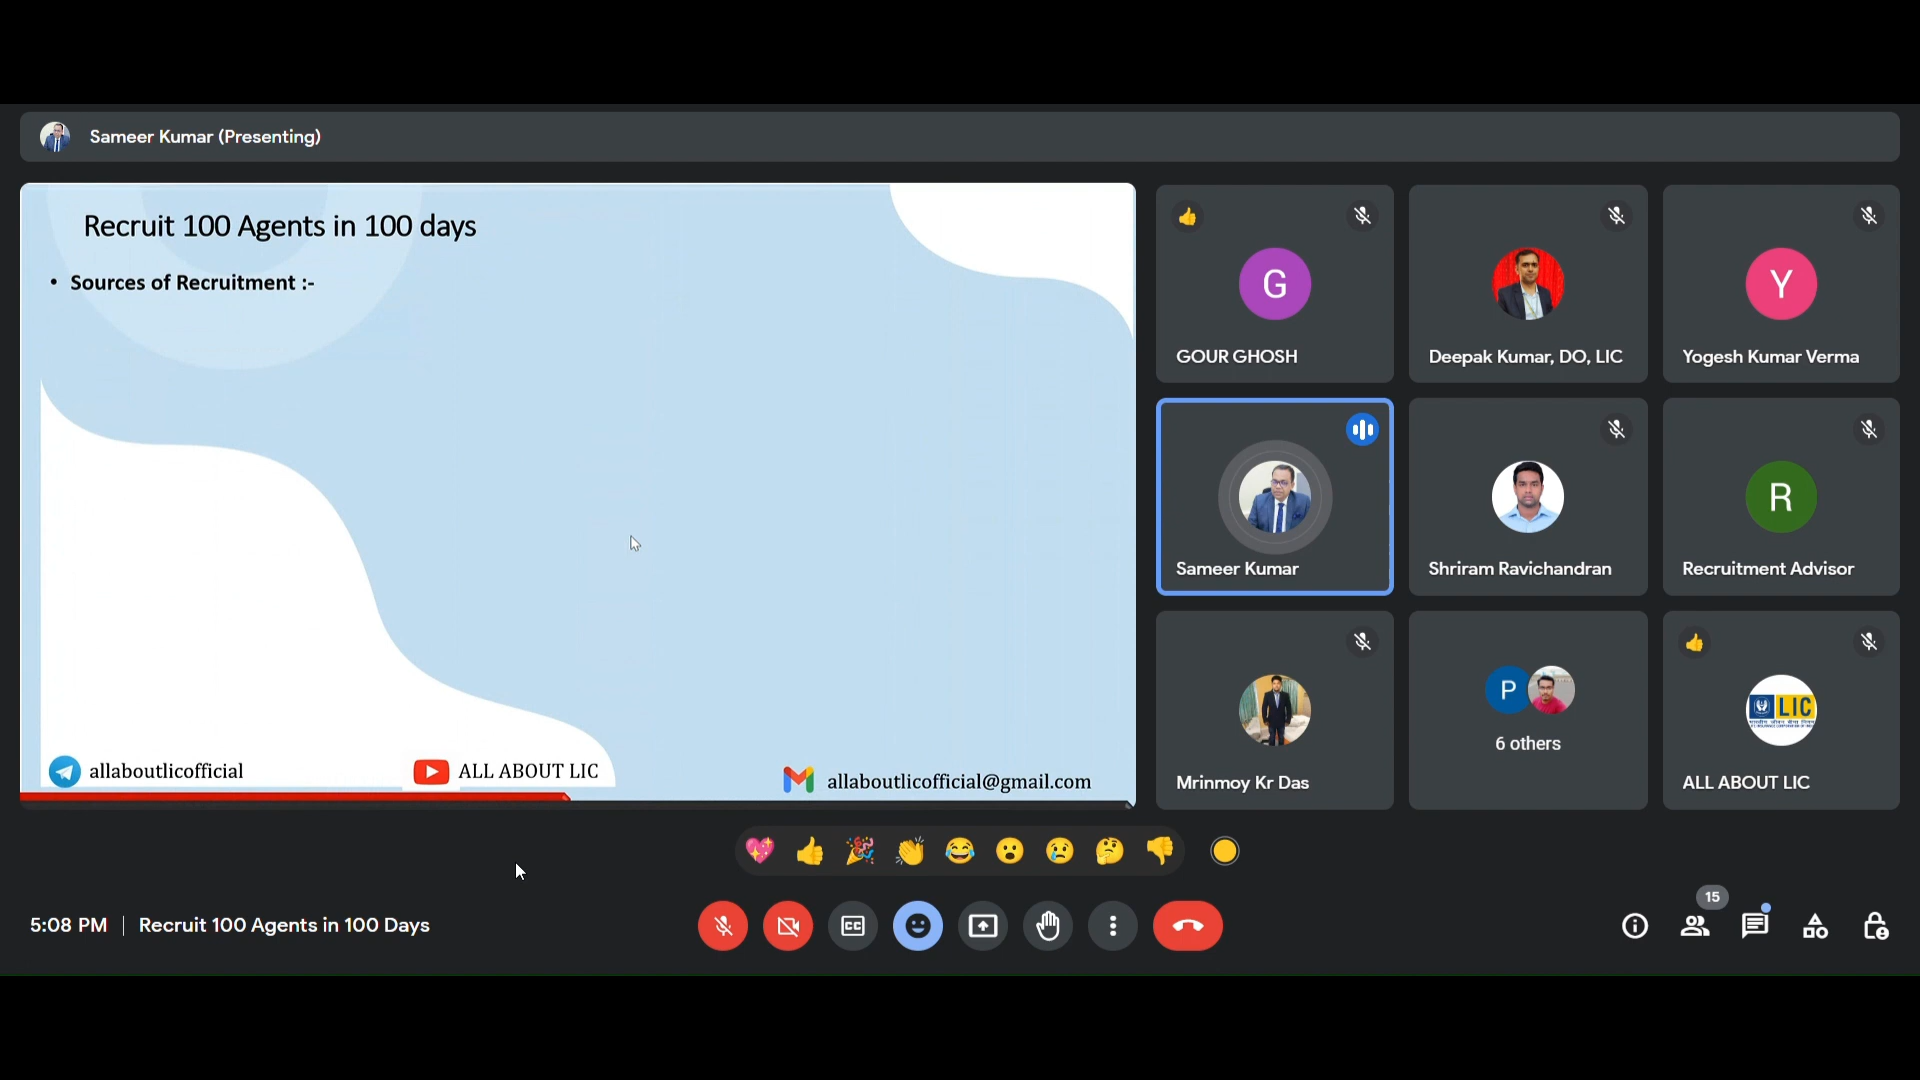 Sameer Kumar (Presenting)
Recruit 100 Agents in 100 days
• Sources of Recruitment :-
allaboutlicofficial
ALL ABOUT LIC
allaboutlicofficial@gmail.com
G
GOUR GHOSH
Deepak Kumar, DO, LIC
Y
Yogesh Kumar Verma
Sameer Kumar
Shriram Ravichandran
R
Recruitment Advisor
Mrinmoy Kr Das
P
6 others
LIC
ALL ABOUT LIC
5:08 PM | Recruit 100 Agents in 100 Days
CC
15